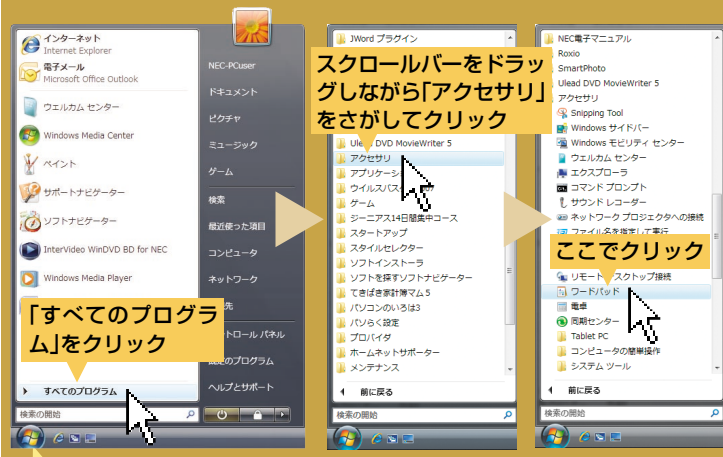 インターネット
Internet Explorer
電子メール
Microsoft Office Outlook
ウェルカム センター
Windows Media Center
ペイント
サポートナビゲーター
ソフトナビゲーター
InterVideo WinDVD BD for NEC
Windows Media Player
「すべてのプログラ
ム」をクリック
すべてのプログラム
検索の開始
NEC-PCuser
ドキュメント
ピクチャ
ミュージック
ゲーム
検索
最近使った項目
コンピュータ
ネットワーク
トロール パネル
のプログラム
ヘルプとサポート
JWord プラグイン
スクロールバーをドラッ
グしながら「アクセサリ」
をさがしてクリック
Ulead DVD MovieWriter 5
アクセサリ
アプリケーシ
ウイルスバス
ゲーム
ジーニアス14日間集中コース
スタートアップ
スタイルセレクター
ソフトインストーラ
ソフトを探すソフトナビゲーター
てきぱき家計簿マム5
パソコンのいろは3
パソらく設定
プロバイダ
ホームネットサポーター
メンテナンス
前に戻る
検索の開始
NEC電子マニュアル
Roxio
SmartPhoto
Ulead DVD MovieWriter 5
アクセサリ
Snipping Tool
Windows サイドバー
Windows モビリティ センター
ウェルカム センター
エクスプローラ
コマンド プロンプト
サウンド レコーダー
ネットワーク プロジェクタへの接続
ファイル名を指定して実行
ここでクリック
リモート デスクトップ接続
ワードパッド
電卓
同期センター
Tablet PC
コンピュータの簡単操作
システム ツール
前に戻る
検索の開始